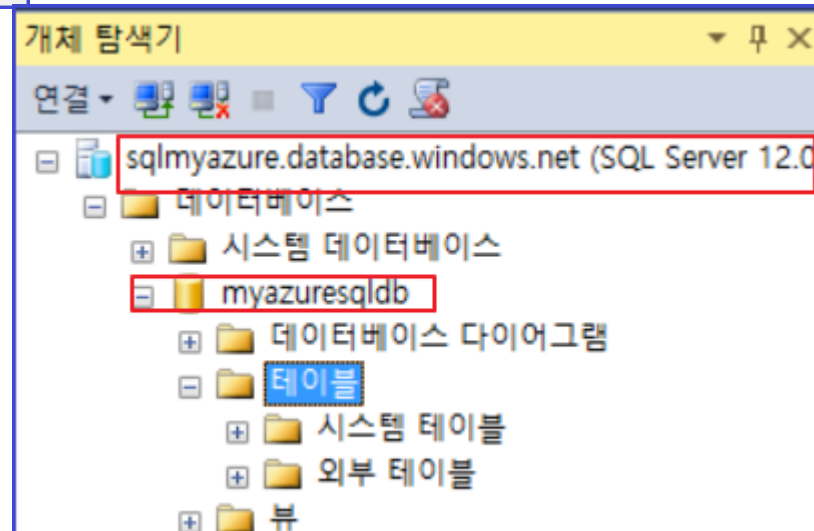 개체 탐색기
연결
sqlmyazure.database.windows.net (SQL Server 12.0
데이터베이스
시스템 데이터베이스
myazuresqldb
데이터베이스 다이어그램
테이블
시스템 테이블
외부 테이블
뷰